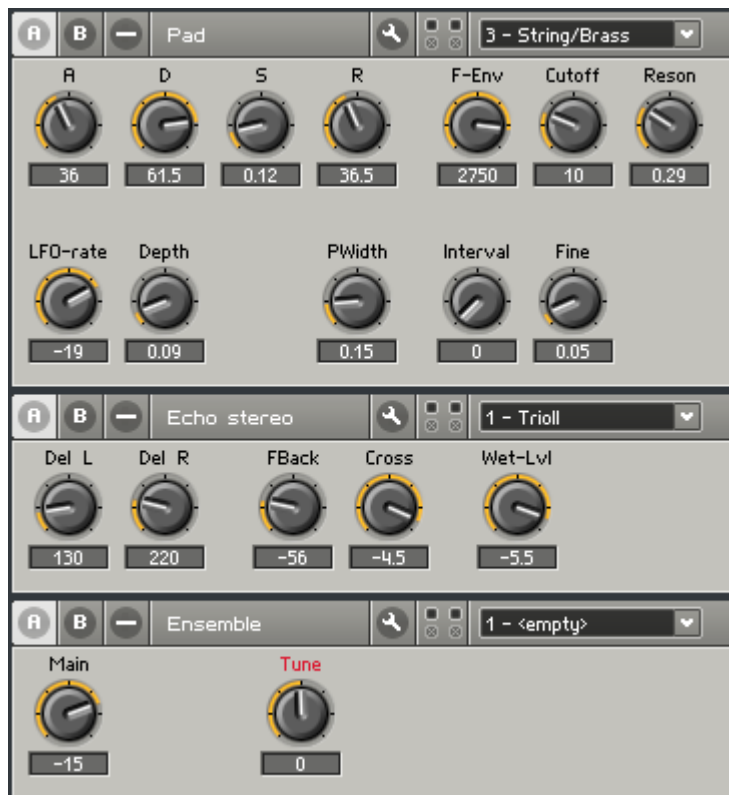 A B Pad 3 - String/Brass
A D S R F-Env Cutoff Reson
36 61.5 0.12 36.5 2750 10 0.29
LFO-rate Depth PWidth Interval Fine
-19 0.09 0.15 0 0.05
A B Echo stereo 1 - Trioll
Del L Del R FBack Cross Wet-Lvl
130 220 -56 -4.5 -5.5
A B Ensemble 1 - <empty>
Main Tune
-15 0